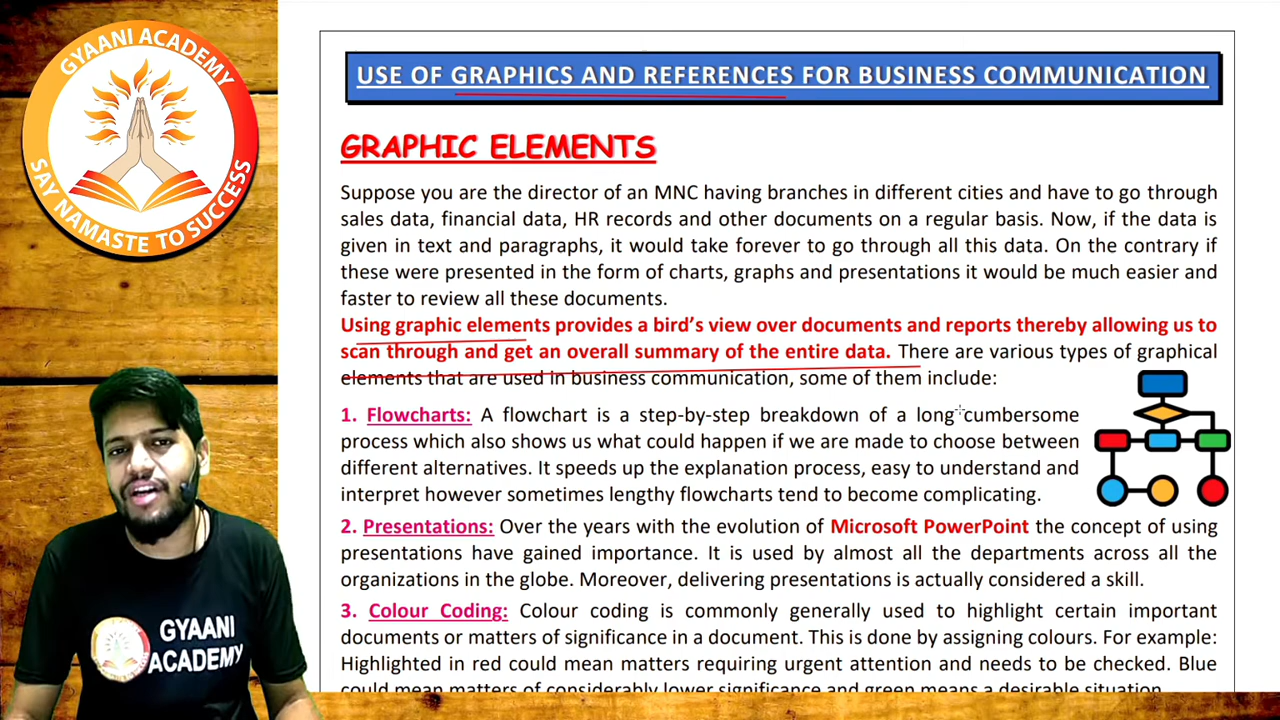 GYAANI ACADEMY
SAY NAMASTE TO SUCCESS
USE OF GRAPHICS AND REFERENCES FOR BUSINESS COMMUNICATION
GRAPHIC ELEMENTS
Suppose you are the director of an MNC having branches in different cities and have to go through
sales data, financial data, HR records and other documents on a regular basis. Now, if the data is
given in text and paragraphs, it would take forever to go through all this data. On the contrary if
these were presented in the form of charts, graphs and presentations it would be much easier and
faster to review all these documents.
Using graphic elements provides a bird's view over documents and reports thereby allowing us to
scan through and get an overall summary of the entire data. There are various types of graphical
elements that are used in business communication, some of them include:
1. Flowcharts: A flowchart is a step-by-step breakdown of a long cumbersome
process which also shows us what could happen if we are made to choose between
different alternatives. It speeds up the explanation process, easy to understand and
interpret however sometimes lengthy flowcharts tend to become complicating.
2. Presentations: Over the years with the evolution of Microsoft PowerPoint the concept of using
presentations have gained importance. It is used by almost all the departments across all the
organizations in the globe. Moreover, delivering presentations is actually considered a skill.
3. Colour Coding: Colour coding is commonly generally used to highlight certain important
documents or matters of significance in a document. This is done by assigning colours. For example:
Highlighted in red could mean matters requiring urgent attention and needs to be checked. Blue
could mean matters of considerably lower significance and green means a desirable situation.
GYAANI
ACADEMY